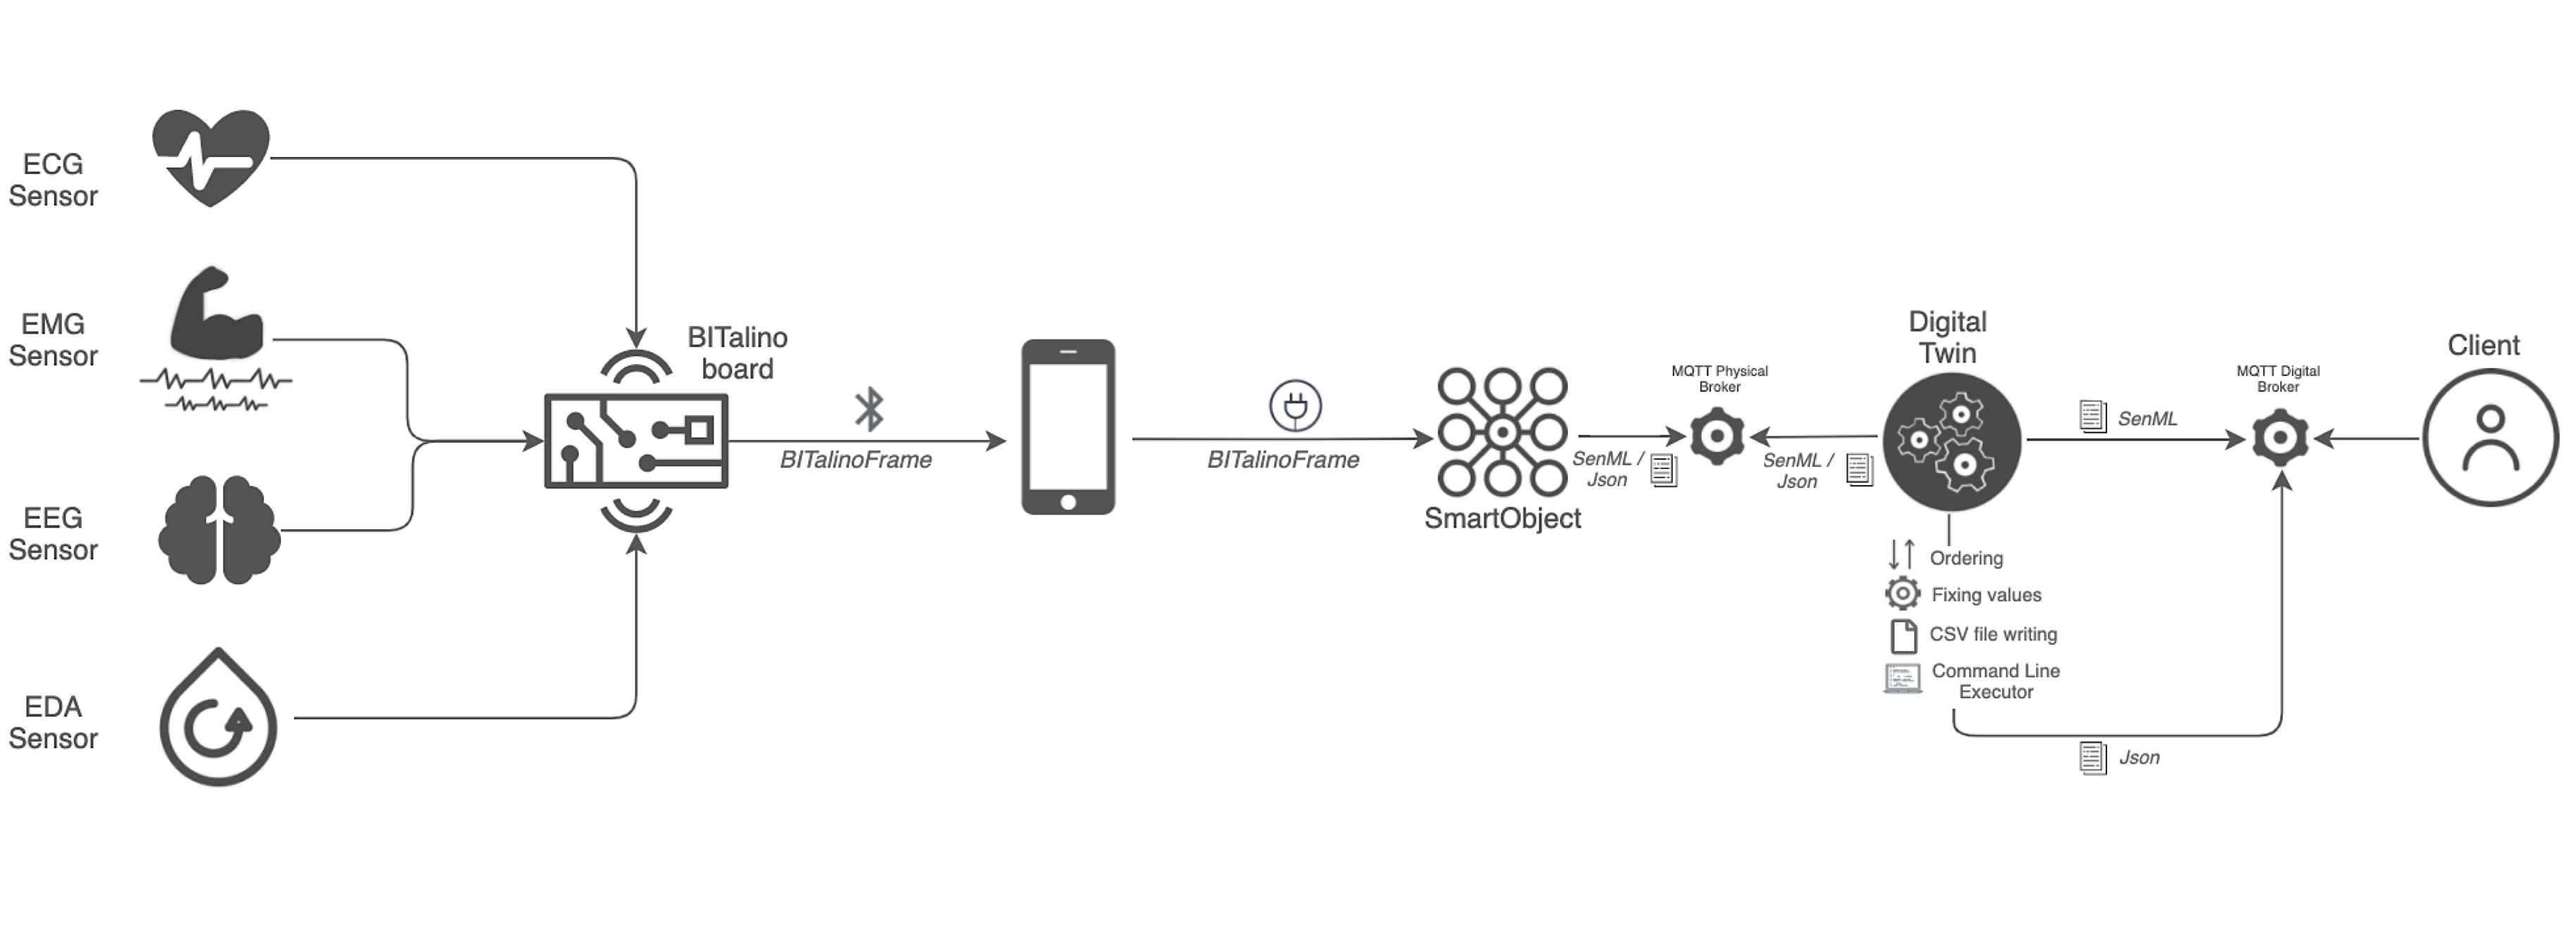 ECG
Sensor
EMG
Sensor
EEG
Sensor
EDA
Sensor
BITalino
board
BITalinoFrame
BITalinoFrame
SmartObject
SenML /
Json
MQTT Physical
Broker
SenML /
Json
Digital
Twin
Ordering
Fixing values
CSV file writing
Command Line
Executor
SenML
Json
MQTT Digital
Broker
Client